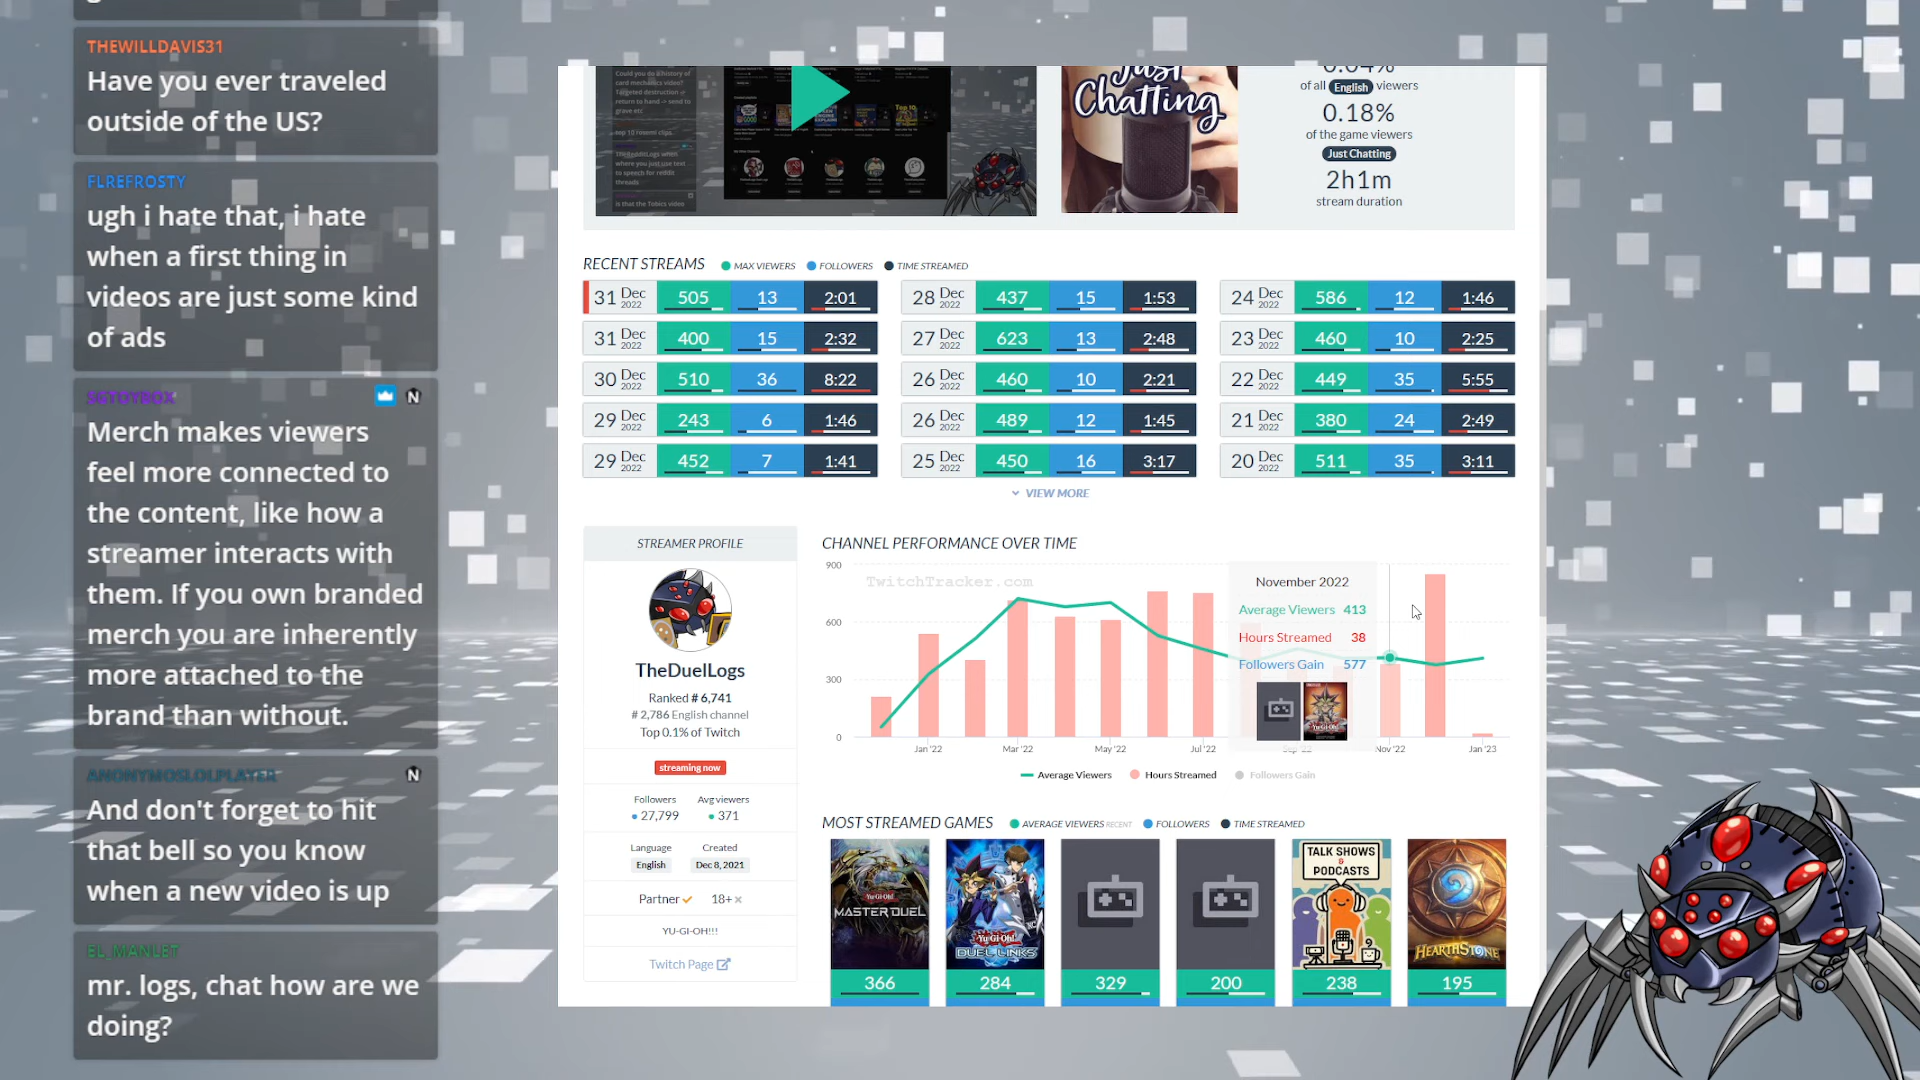 THEWILLDAVIS31
Have you ever traveled
outside of the US?
FLREFROSTY
ugh i hate that, i hate
when a first thing in
videos are just some kind
of ads
SGTOYBOX
Merch makes viewers
feel more connected to
the content, like how a
streamer interacts with
them. If you own branded
merch you are inherently
more attached to the
brand than without.
ANONYMOSLOLPLAYER
And don't forget to hit
that bell so you know
when a new video is up
EL_MANLET
mr. logs, chat how are we
doing?
Just
Chatting
0.04%
of all English viewers
0.18%
of the game viewers
Just Chatting
2h1m
stream duration
RECENT STREAMS MAX VIEWERS FOLLOWERS TIME STREAMED
31 Dec 2022 505 13 2:01
31 Dec 2022 400 15 2:32
30 Dec 2022 510 36 8:22
29 Dec 2022 243 6 1:46
29 Dec 2022 452 7 1:41
28 Dec 2022 437 15 1:53
27 Dec 2022 623 13 2:48
26 Dec 2022 460 10 2:21
26 Dec 2022 489 12 1:45
25 Dec 2022 450 16 3:17
24 Dec 2022 586 12 1:46
23 Dec 2022 460 10 2:25
22 Dec 2022 449 35 5:55
21 Dec 2022 380 24 2:49
20 Dec 2022 511 35 3:11
VIEW MORE
STREAMER PROFILE
TheDuelLogs
Ranked # 6,741
# 2,786 English channel
Top 0.1% of Twitch
streaming now
Followers Avg viewers
27,799 371
Language Created
English Dec 8, 2021
Partner 18+
YU-GI-OH!!!
Twitch Page
CHANNEL PERFORMANCE OVER TIME
TwitchTracker.com
900
600
300
0
November 2022
Average Viewers 413
Hours Streamed 38
Followers Gain 577
Jan '22 Mar '22 May '22 Jul '22 Sep '22 Nov '22 Jan '23
Average Viewers Hours Streamed Followers Gain
MOST STREAMED GAMES AVERAGE VIEWERS RECENT FOLLOWERS TIME STREAMED
Yu-Gi-Oh!
MASTER DUEL
Yu-Gi-Oh!
DUEL LINKS
TALK SHOWS
&
PODCASTS
HEARTHSTONE
366 284 329 200 238 195